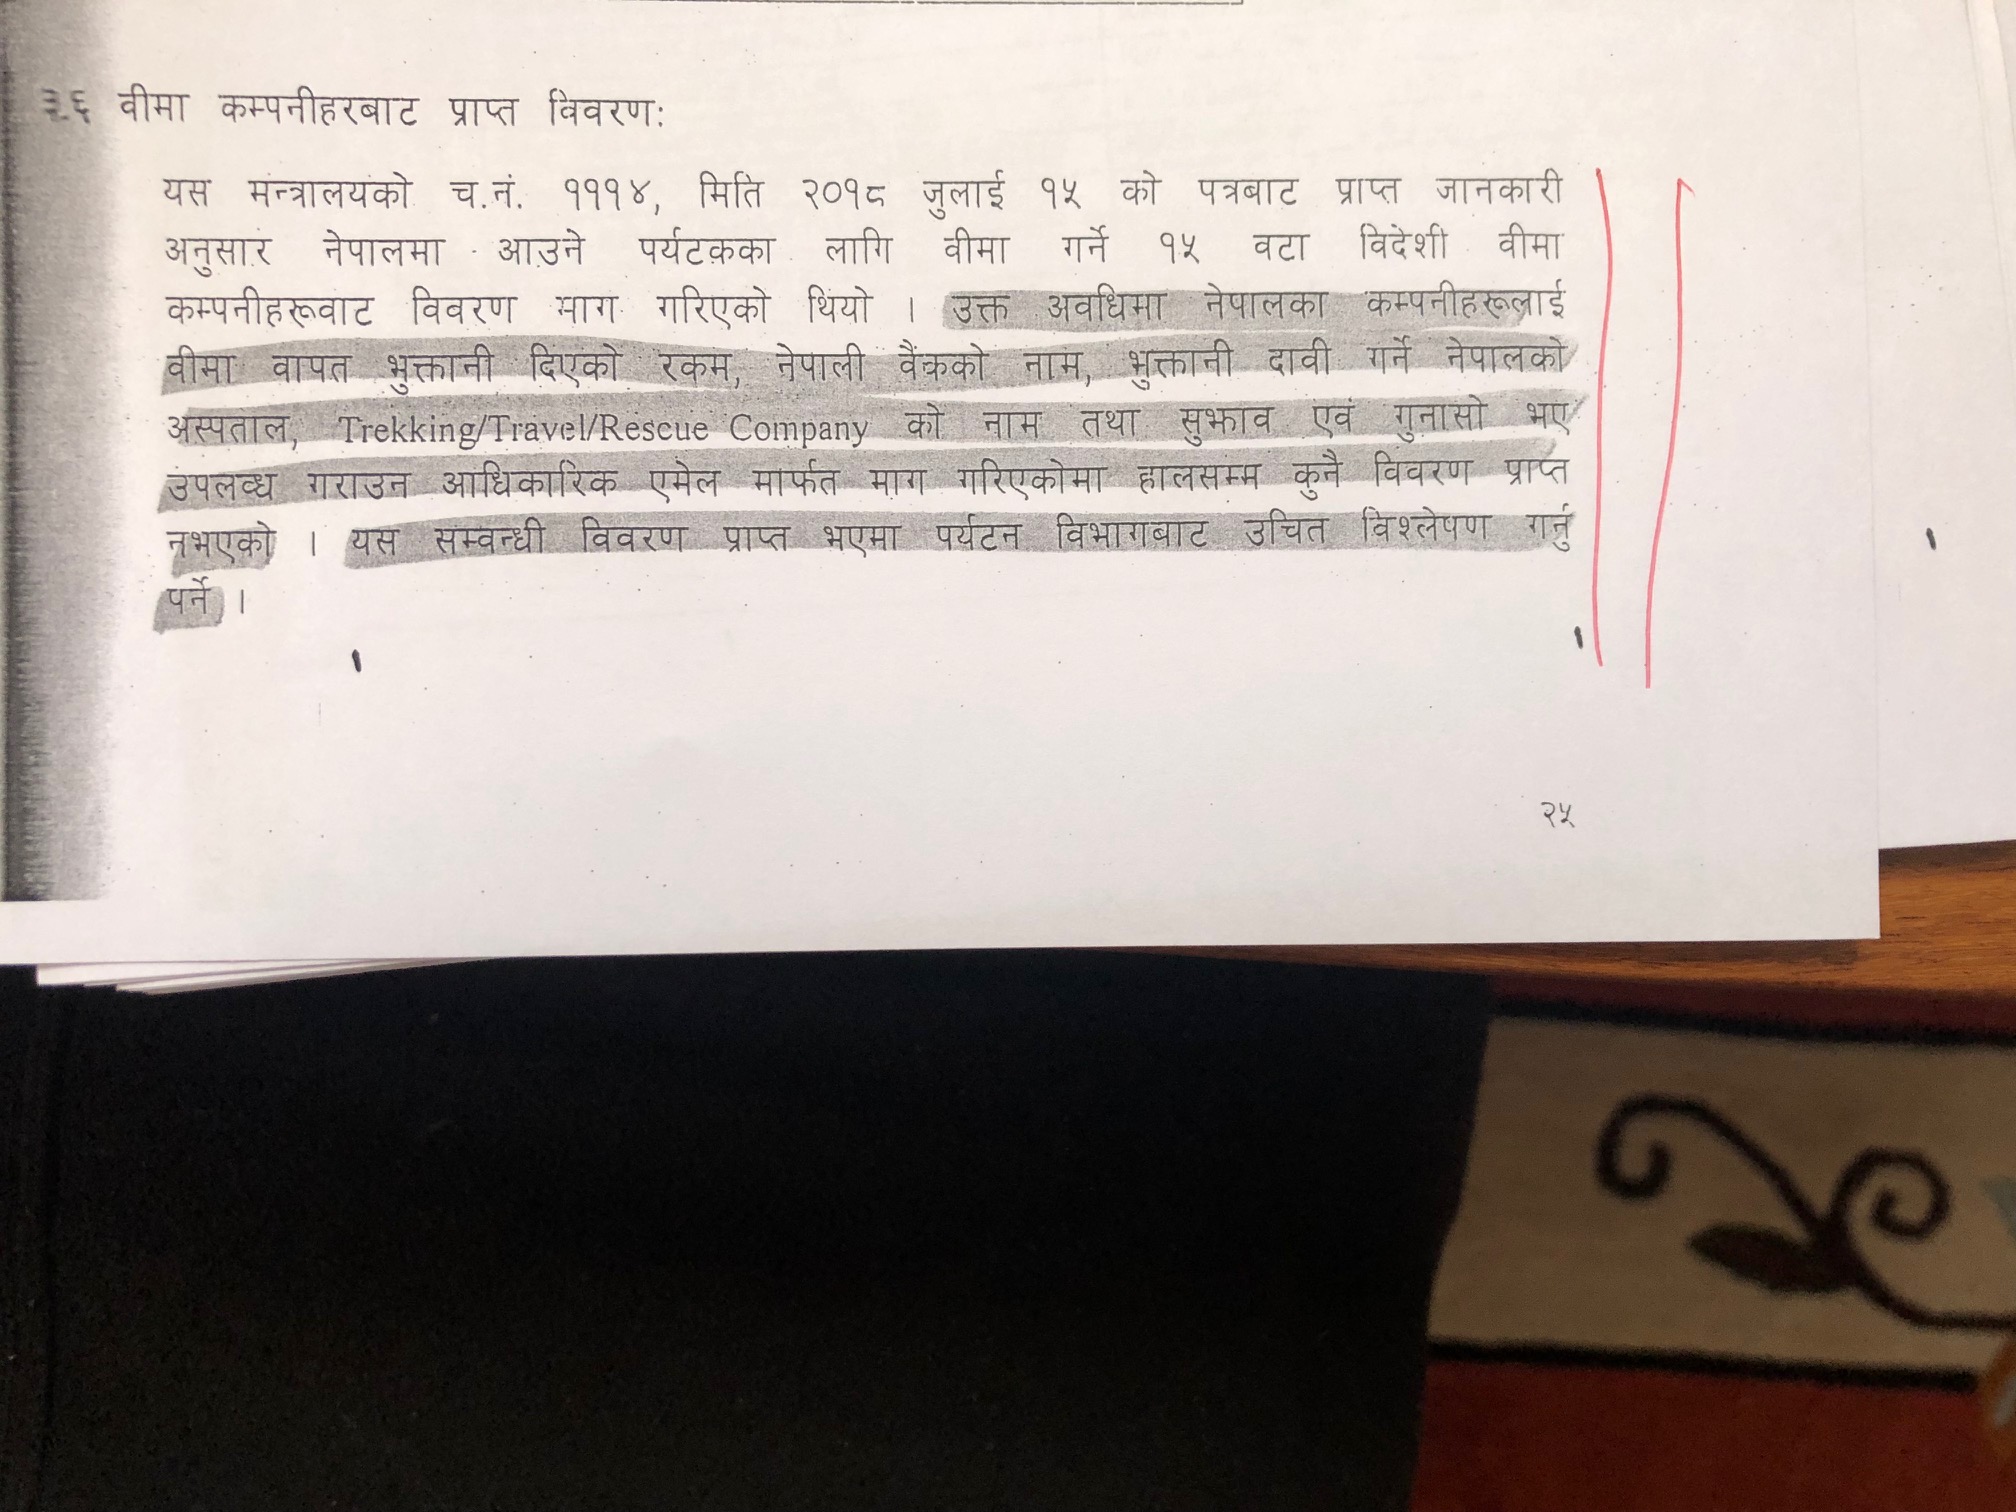 ३.६ वीमा कम्पनीहरुबाट प्राप्त विवरण:
यस मन्त्रालयको च.नं. १११४, मिति २०१८ जुलाई १५ को पत्रबाट प्राप्त जानकारी
अनुसार नेपालमा आउने पर्यटकका लागि वीमा गर्ने १५ वटा विदेशी वीमा
कम्पनीहरूवाट विवरण माग गरिएको थियो । उक्त अवधिमा नेपालका कम्पनीहरूलाई
वीमा वापत भुक्तानी दिएको रकम, नेपाली बैंकको नाम, भुक्तानी दावी गर्ने नेपालको
अस्पताल, Trekking/Travel/Rescue Company को नाम तथा सुझाव एवं गुनासो भए
उपलव्ध गराउन आधिकारिक एमेल मार्फत माग गरिएकोमा हालसम्म कुनै विवरण प्राप्त
नभएको । यस सम्वन्धी विवरण प्राप्त भएमा पर्यटन विभागबाट उचित विश्लेषण गर्नु
पर्ने ।
२५